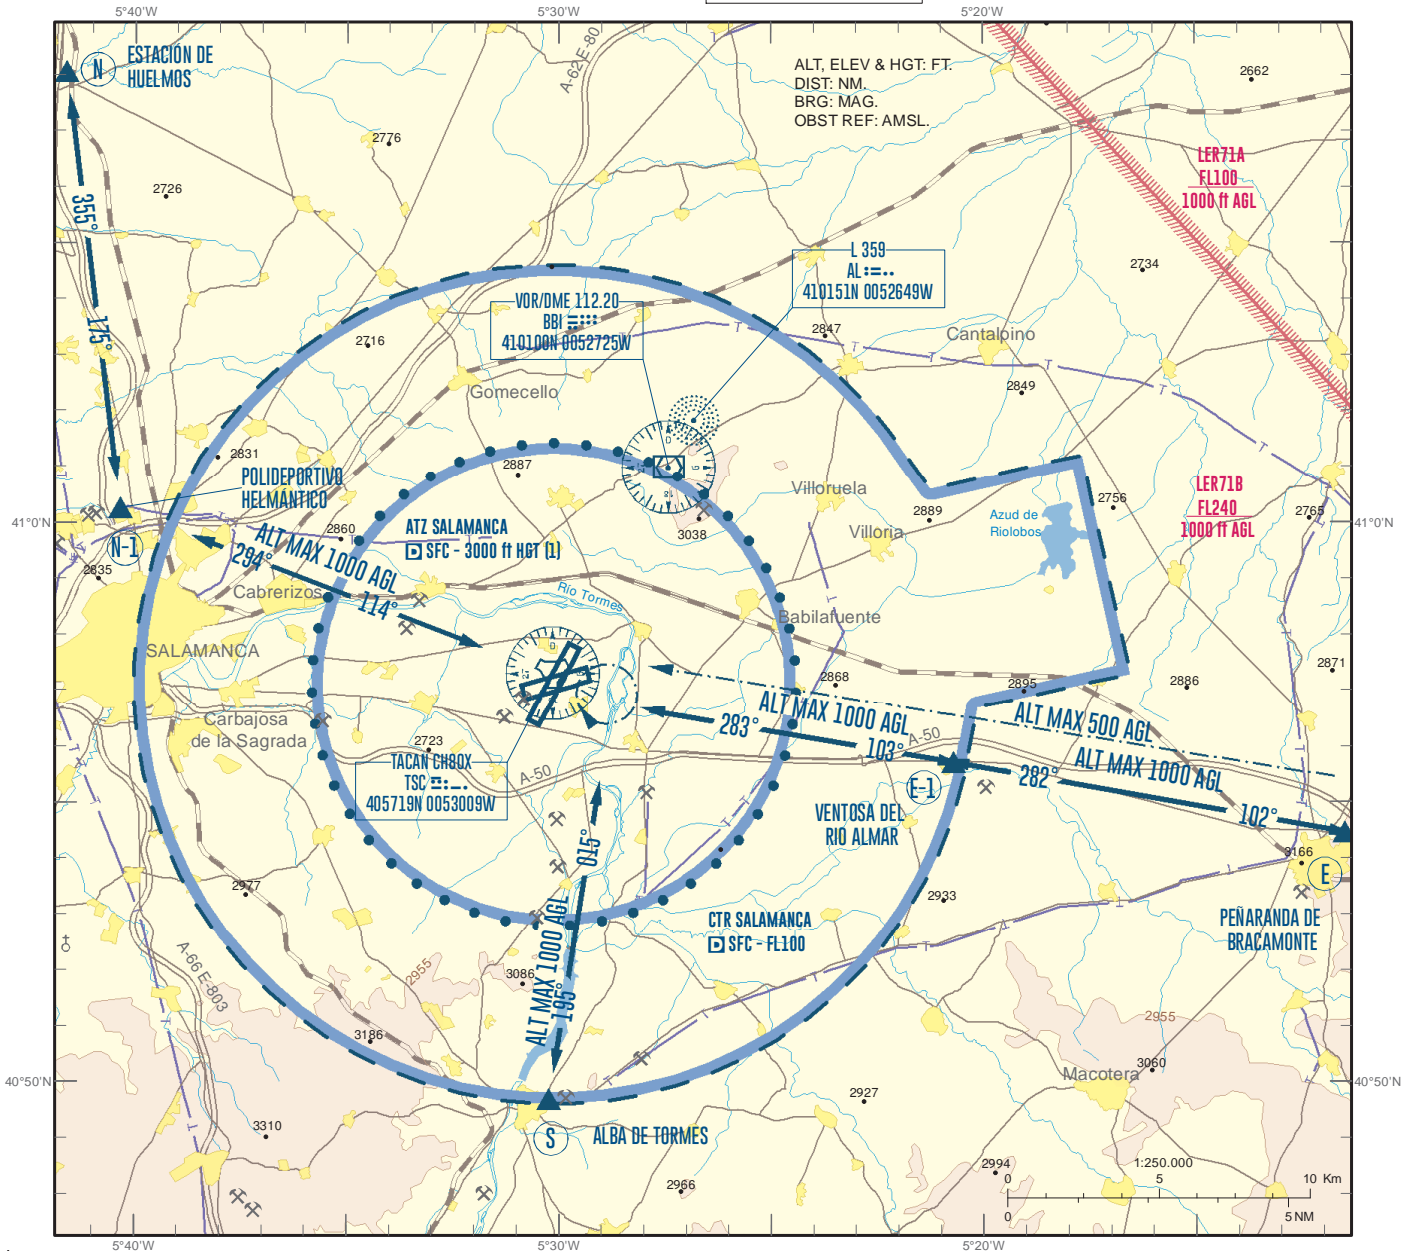 5°40'W
5°30'W
5°20'W
N
ESTACIÓN DE
HUELMOS
A-62 E-80
ALT, ELEV & HGT: FT.
DIST: NM.
BRG: MAG.
OBST REF: AMSL.
2662
2776
2726
LER71A
FL100
1000 ft AGL
355°
175°
L 359
AL
410151N 0052649W
2734
VOR/DME 112.20
BBI
410100N 0052725W
2716
2847
Cantalpino
Gomecello
2849
2831
2887
POLIDEPORTIVO
HELMÁNTICO
Villoruela
LER71B
FL240
1000 ft AGL
2756
2765
2889
Azud de
Riolobos
41°0'N
41°0'N
N-1
2860
ATZ SALAMANCA
D SFC - 3000 ft HGT (1)
3038
Villoria
ALT MAX 1000 AGL
294°
114°
2835
Cabrerizos
Río Tormes
Babilafuente
SALAMANCA
2868
2871
2886
2895
Carbajosa
de la Sagrada
ALT MAX 1000 AGL
283°
103°
A-50
ALT MAX 500 AGL
ALT MAX 1000 AGL
282°
102°
2723
TACAN CH80X
TSC
405719N 0053009W
A-50
E-1
VENTOSA DEL
RIO ALMAR
015°
195°
ALT MAX 1000 AGL
3166
E
2977
2933
PEÑARANDA DE
BRACAMONTE
CTR SALAMANCA
D SFC - FL100
A-66 E-803
2955
3086
2955
3186
3060
Macotera
40°50'N
40°50'N
2927
3310
S
ALBA DE TORMES
2994
2966
1:250.000
0
5
10 Km
0
5 NM
5°40'W
5°30'W
5°20'W